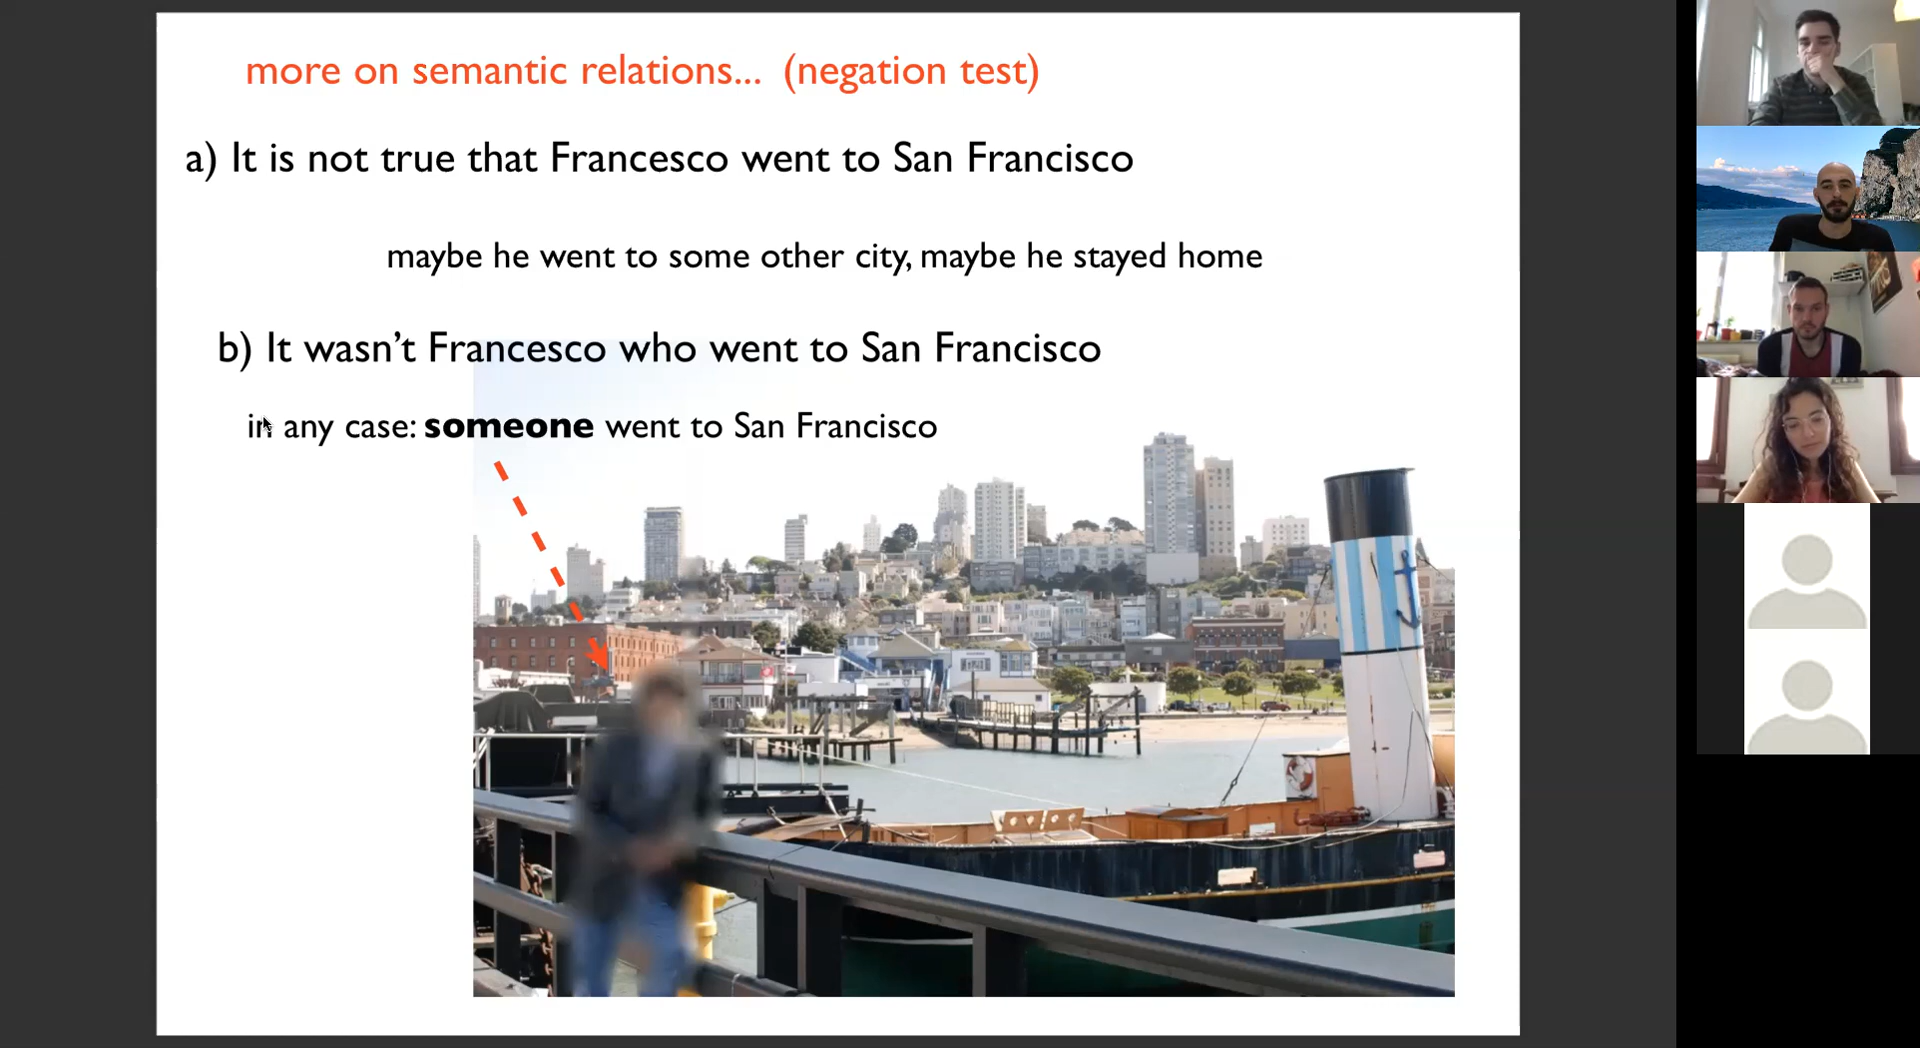 more on semantic relations... (negation test)
a) It is not true that Francesco went to San Francisco
maybe he went to some other city, maybe he stayed home
b) It wasn't Francesco who went to San Francisco
in any case: someone went to San Francisco